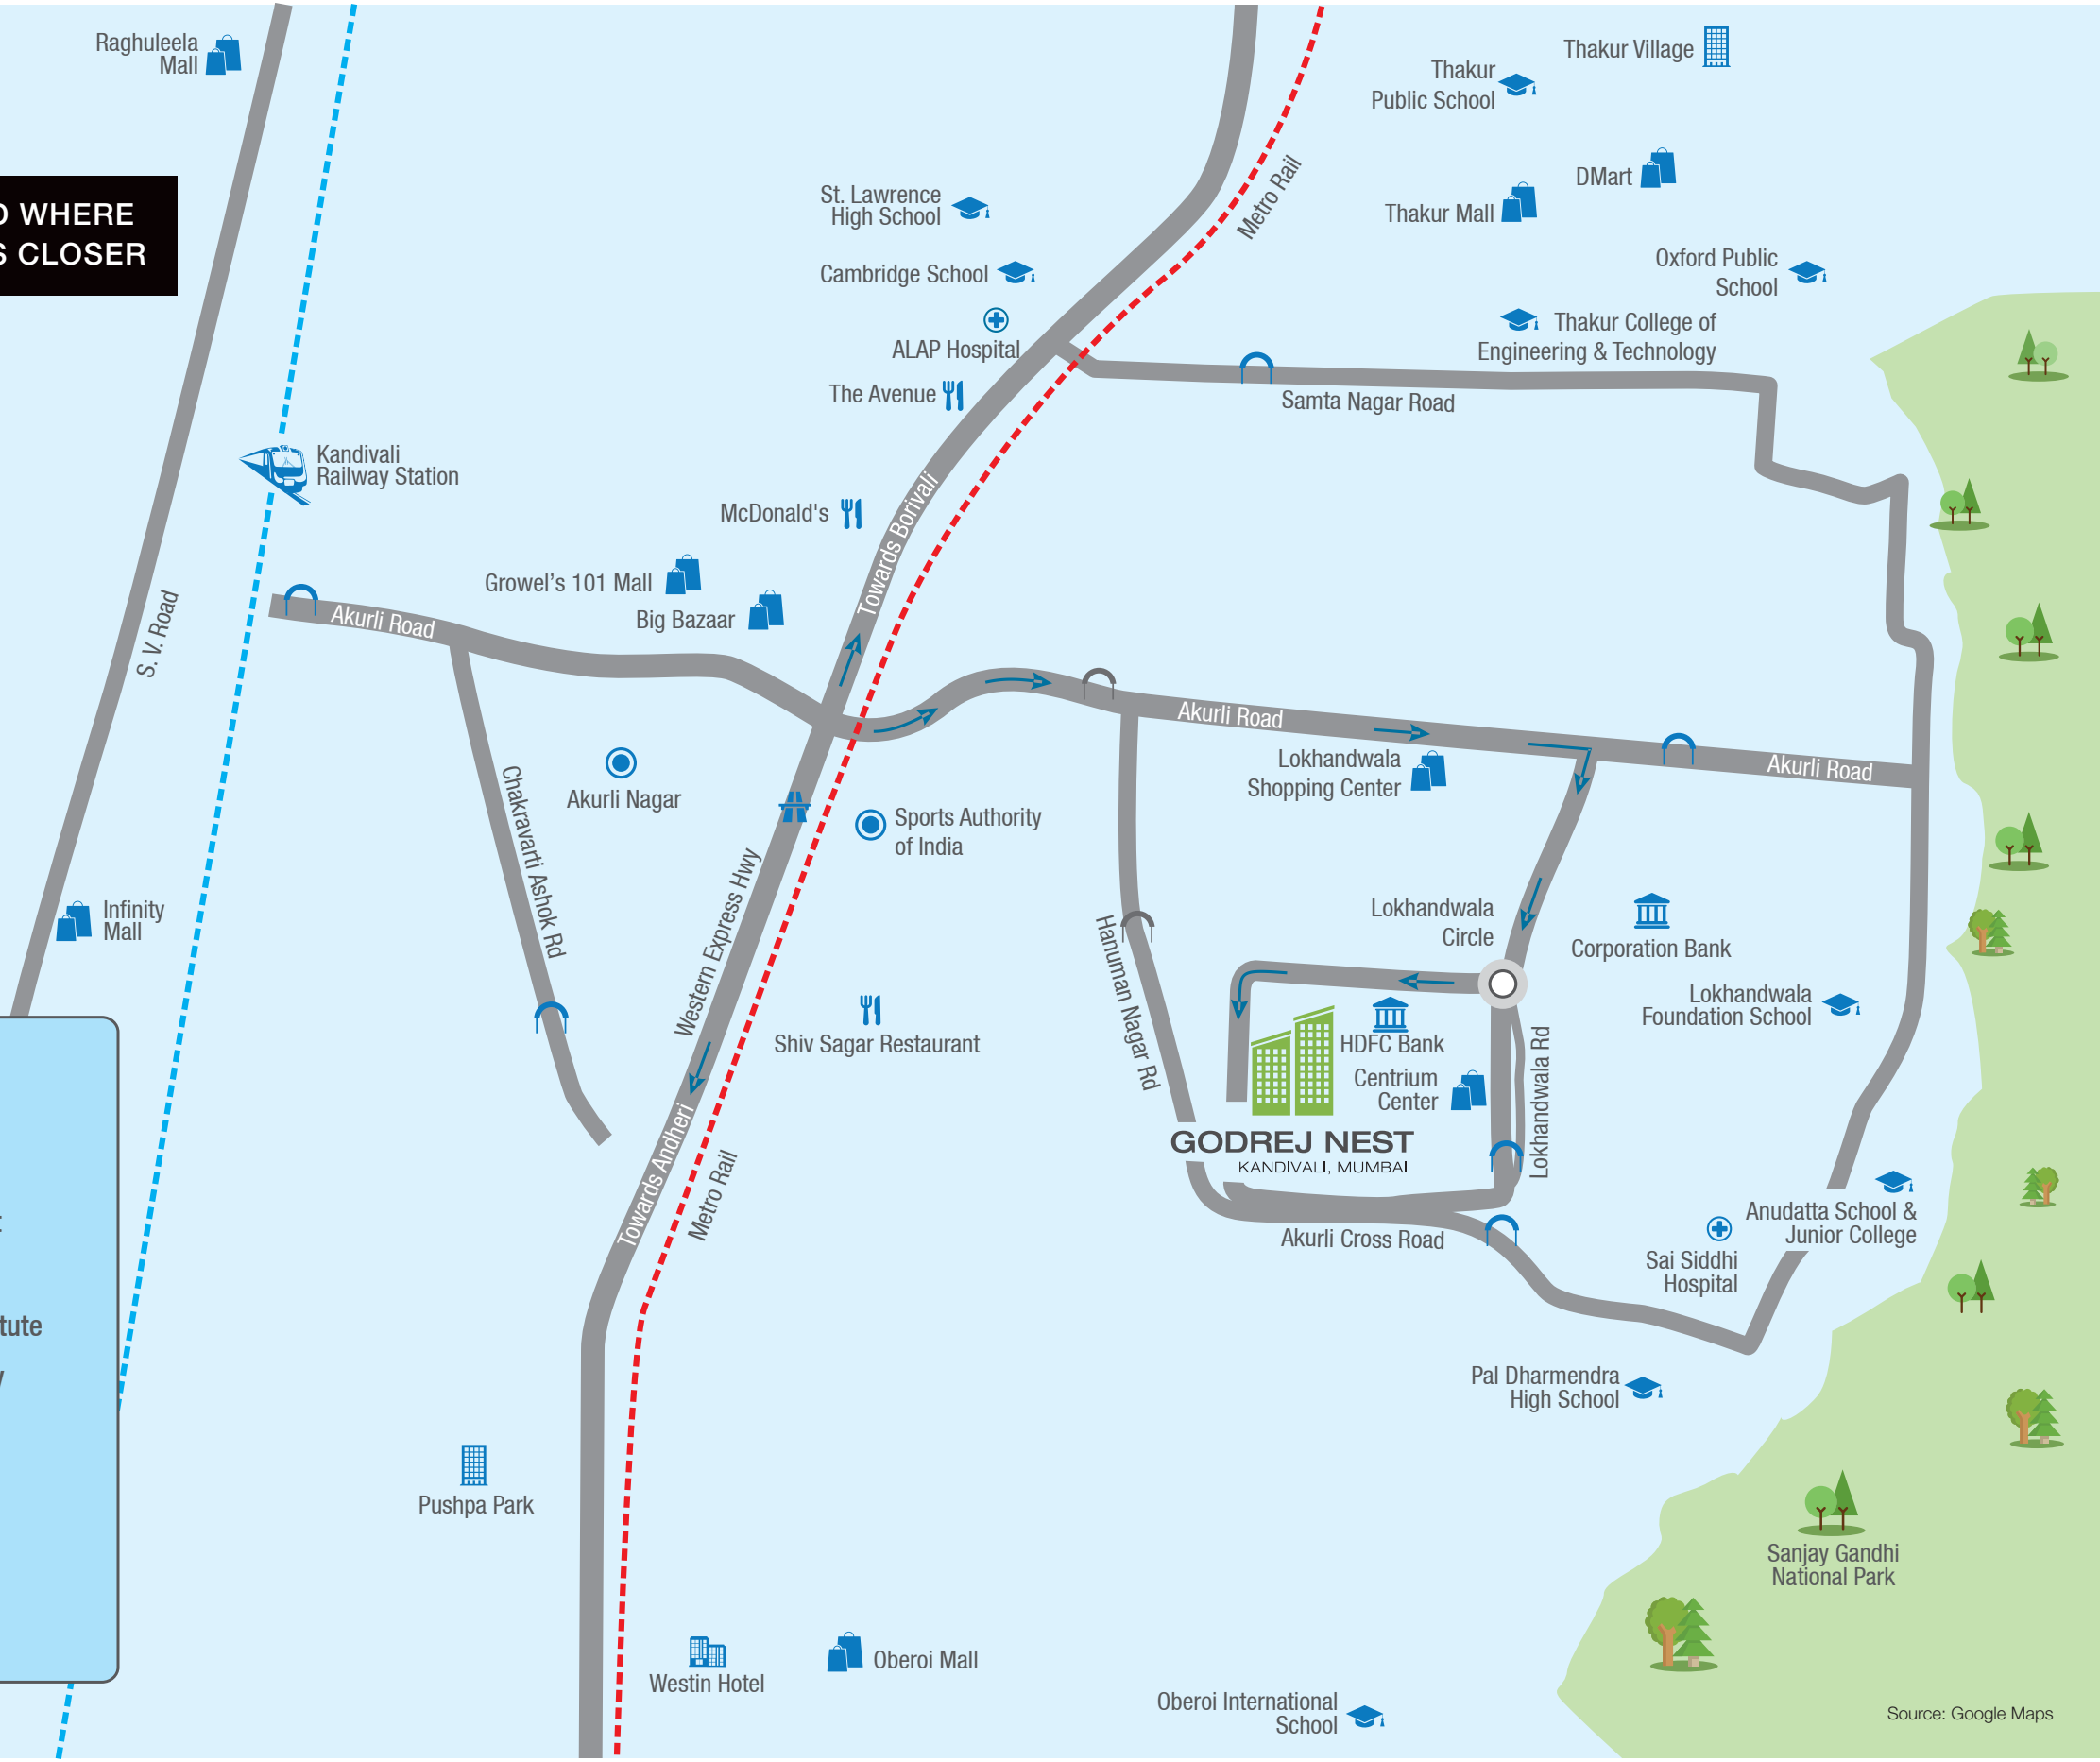 Raghuleela
Mall
Thakur Village
Thakur
Public School
WHERE
CLOSER
DMart
St. Lawrence
High School
Thakur Mall
Metro Rail
Oxford Public
School
Cambridge School
Thakur College of
Engineering & Technology
ALAP Hospital
The Avenue
Samta Nagar Road
Kandivali
Railway Station
McDonald's
Towards Borivali
Growel's 101 Mall
Big Bazaar
Akurli Road
S. V. Road
Akurli Road
Lokhandwala
Shopping Center
Akurli Road
Akurli Nagar
Sports Authority
of India
Chakravarti Ashok Rd
Western Express Hwy
Infinity
Mall
Lokhandwala
Circle
Corporation Bank
Hanuman Nagar Rd
Lokhandwala
Foundation School
Shiv Sagar Restaurant
HDFC Bank
Centrium
Center
Lokhandwala Rd
Towards Andheri
Metro Rail
GODREJ NEST
KANDIVALI, MUMBAI
Akurli Cross Road
Anudatta School &
Junior College
Sai Siddhi
Hospital
Pal Dharmendra
High School
Pushpa Park
Sanjay Gandhi
National Park
Westin Hotel
Oberoi Mall
Oberoi International
School
Source: Google Maps